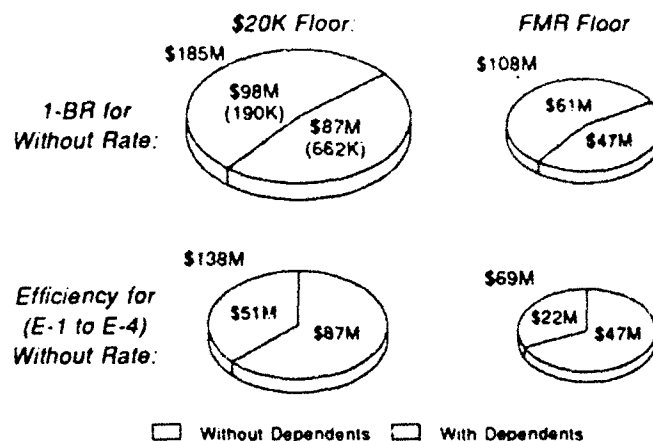 $20K Floor:
FMR Floor
$185M
$108M
1-BR for
Without Rate:
$98M
(190K)
$87M
(662K)
$61M
$47M
$138M
$69M
Efficiency for
(E-1 to E-4)
Without Rate:
$51M
$87M
$22M
$47M
Without Dependents
With Dependents